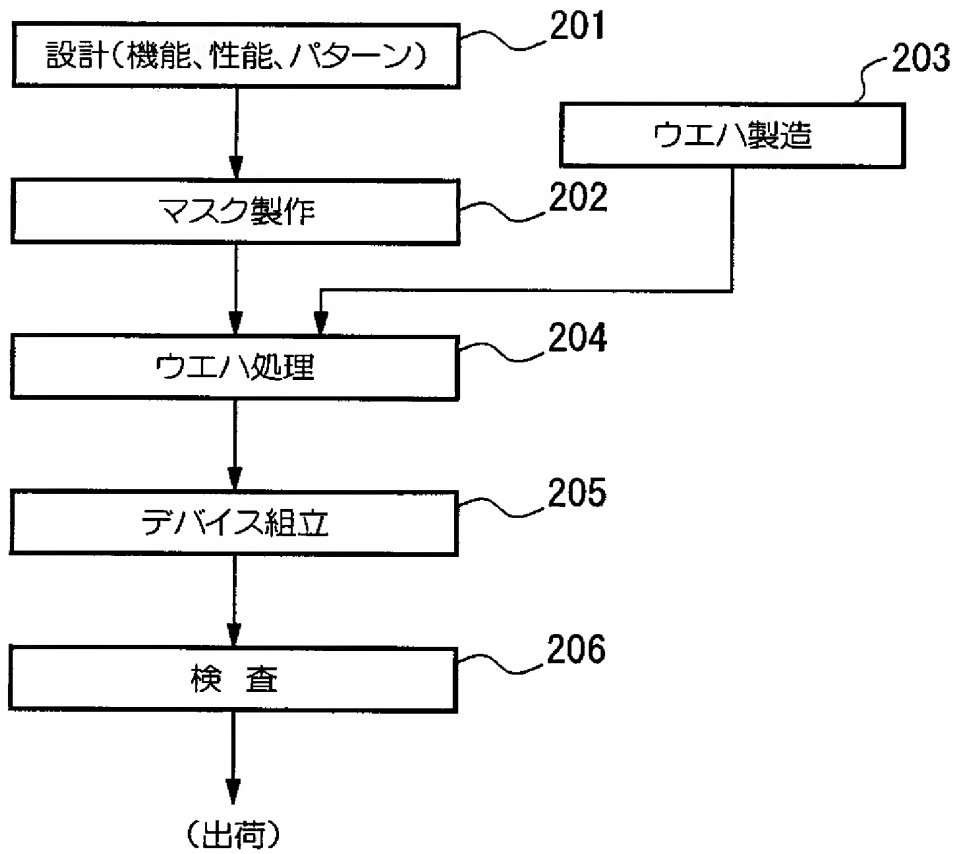 設計(機能、性能、パターン)
201
203
ウエハ製造
マスク製作
202
ウエハ処理
204
デバイス組立
205
検 査
206
(出荷)